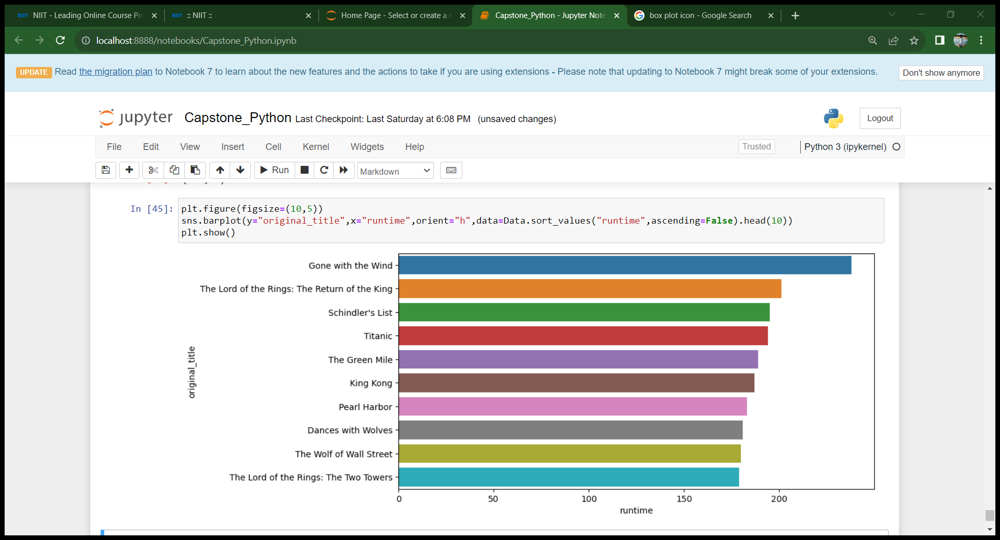 NIIT NIIT - Leading Online Course Pr
NIIT :: NIIT ::
Home Page - Select or create a n
Capstone_Python - Jupyter Note
box plot icon - Google Search
localhost:8888/notebooks/Capstone_Python.ipynb
UPDATE Read the migration plan to Notebook 7 to learn about the new features and the actions to take if you are using extensions - Please note that updating to Notebook 7 might break some of your extensions.
Don't show anymore
jupyter Capstone_Python Last Checkpoint: Last Saturday at 6:08 PM (unsaved changes)
Logout
File Edit View Insert Cell Kernel Widgets Help
Trusted
Python 3 (ipykernel)
Run
Markdown
In [45]:
plt.figure(figsize=(10,5))
sns.barplot(y="original_title",x="runtime",orient="h",data=Data.sort_values("runtime",ascending=False).head(10))
plt.show()
Gone with the Wind
The Lord of the Rings: The Return of the King
Schindler's List
Titanic
The Green Mile
King Kong
Pearl Harbor
Dances with Wolves
The Wolf of Wall Street
The Lord of the Rings: The Two Towers
original_title
0 50 100 150 200
runtime